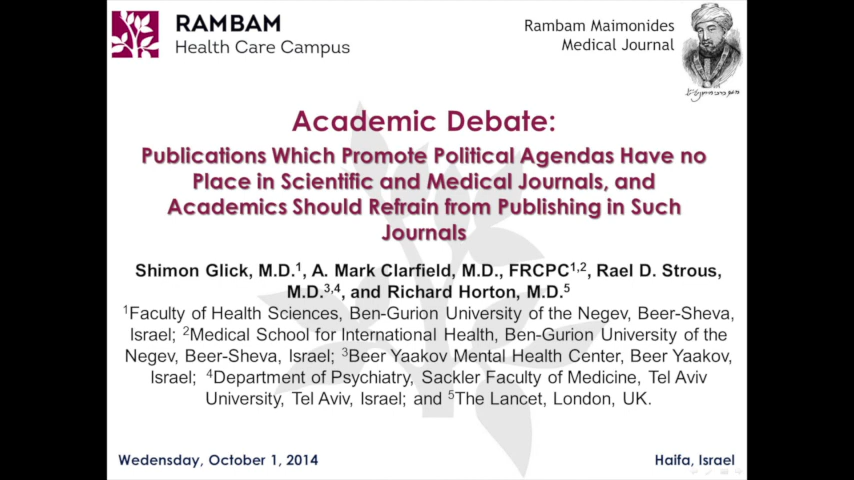 RAMBAM
Health Care Campus
Rambam Maimonides
Medical Journal
Academic Debate:
Publications Which Promote Political Agendas Have no
Place in Scientific and Medical Journals, and
Academics Should Refrain from Publishing in Such
Journals
Shimon Glick, M.D.¹, A. Mark Clarfield, M.D., FRCPC¹,², Rael D. Strous,
M.D.³,⁴, and Richard Horton, M.D.⁵
¹Faculty of Health Sciences, Ben-Gurion University of the Negev, Beer-Sheva,
Israel; ²Medical School for International Health, Ben-Gurion University of the
Negev, Beer-Sheva, Israel; ³Beer Yaakov Mental Health Center, Beer Yaakov,
Israel; ⁴Department of Psychiatry, Sackler Faculty of Medicine, Tel Aviv
University, Tel Aviv, Israel; and ⁵The Lancet, London, UK.
Wedensday, October 1, 2014
Haifa, Israel